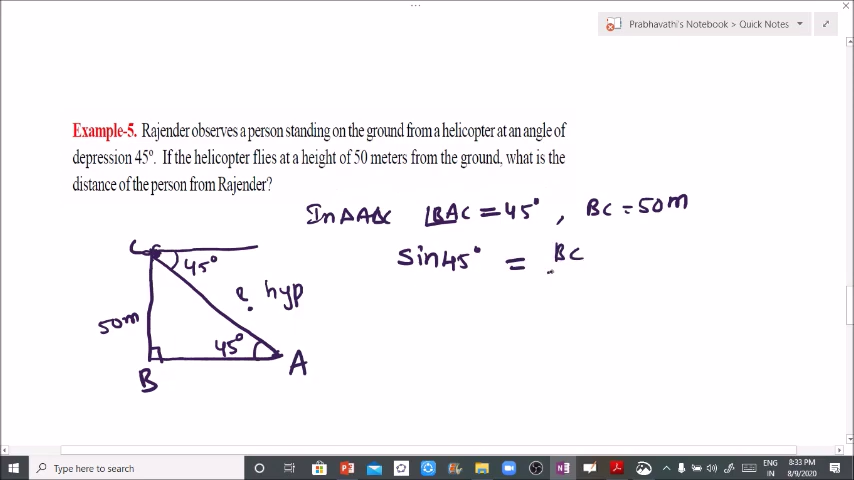 ...
Prabhavathi's Notebook > Quick Notes
Example-5. Rajender observes a person standing on the ground from a helicopter at an angle of
depression 45°. If the helicopter flies at a height of 50 meters from the ground, what is the
distance of the person from Rajender?
In ∆ABC ∠BAC = 45°, BC = 50m
sin45° = BC
C
45°
? hyp
50m
45°
B
A
Type here to search
ENG
IN
8:33 PM
8/9/2020